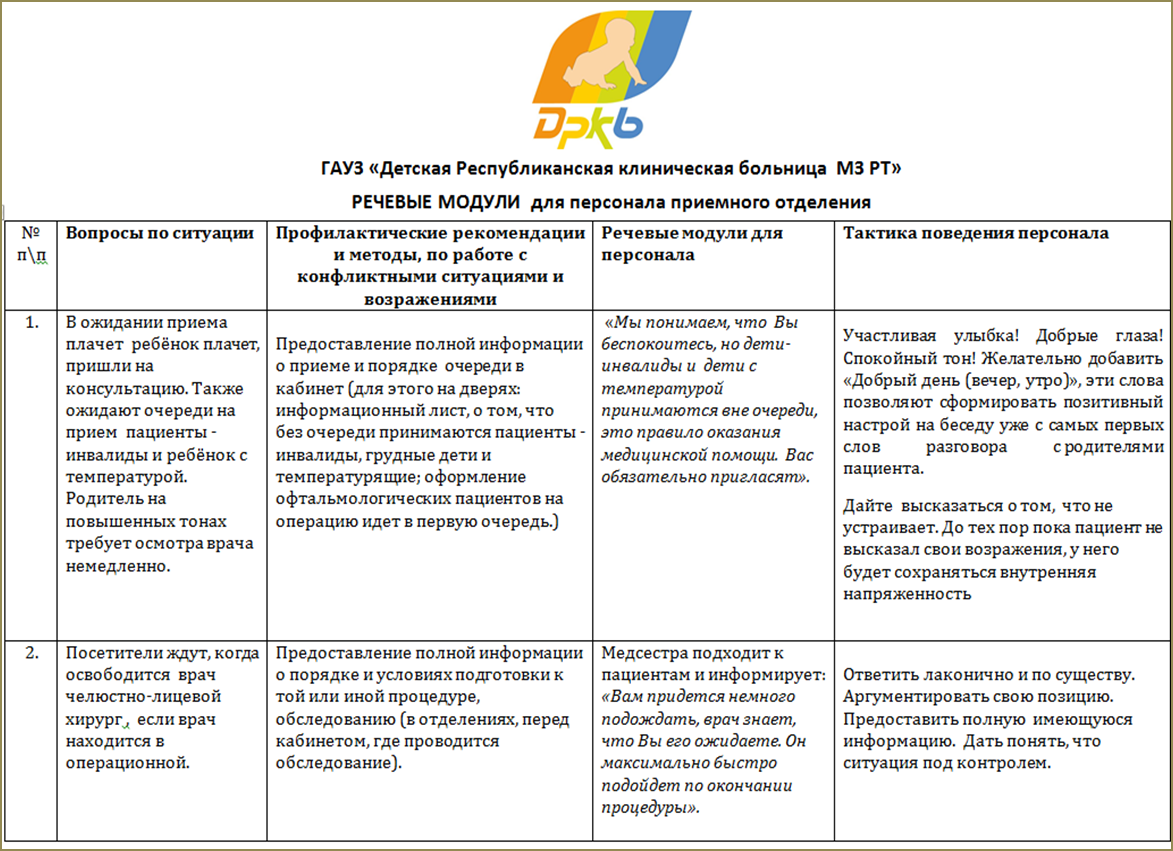 Дркб
ГАУЗ «Детская Республиканская клиническая больница МЗ РТ»
РЕЧЕВЫЕ МОДУЛИ для персонала приемного отделения
№
п\п
Вопросы по ситуации
Профилактические рекомендации
и методы, по работе с
конфликтными ситуациями и
возражениями
Речевые модули для
персонала
Тактика поведения персонала
1.
В ожидании приема
плачет ребёнок плачет,
пришли на
консультацию. Также
ожидают очереди на
прием пациенты -
инвалиды и ребёнок с
температурой.
Родитель на
повышенных тонах
требует осмотра врача
немедленно.
Предоставление полной информации
о приеме и порядке очереди в
кабинет (для этого на дверях:
информационный лист, о том, что
без очереди принимаются пациенты -
инвалиды, грудные дети и
температурящие; оформление
офтальмологических пациентов на
операцию идет в первую очередь.)
«Мы понимаем, что Вы
беспокоитесь, но дети-
инвалиды и дети с
температурой
принимаются вне очереди,
это правило оказания
медицинской помощи. Вас
обязательно пригласят».
Участливая улыбка! Добрые глаза!
Спокойный тон! Желательно добавить
«Добрый день (вечер, утро)», эти слова
позволяют сформировать позитивный
настрой на беседу уже с самых первых
слов разговора с родителями
пациента.
Дайте высказаться о том, что не
устраивает. До тех пор пока пациент не
высказал свои возражения, у него
будет сохраняться внутренняя
напряженность
2.
Посетители ждут, когда
освободится врач
челюстно-лицевой
хирург, если врач
находится в
операционной.
Предоставление полной информации
о порядке и условиях подготовки к
той или иной процедуре,
обследованию (в отделениях, перед
кабинетом, где проводится
обследование).
Медсестра подходит к
пациентам и информирует:
«Вам придется немного
подождать, врач знает,
что Вы его ожидаете. Он
максимально быстро
подойдет по окончании
процедуры».
Ответить лаконично и по существу.
Аргументировать свою позицию.
Предоставить полную имеющуюся
информацию. Дать понять, что
ситуация под контролем.